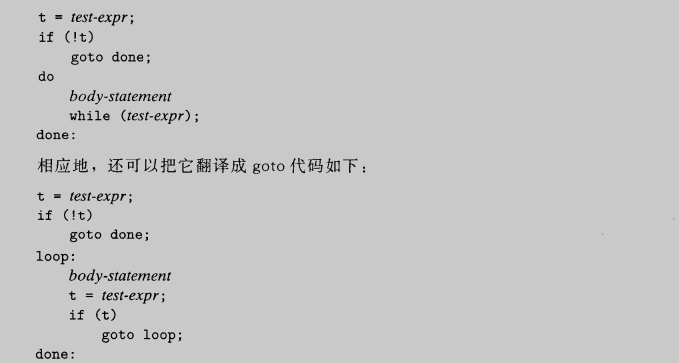 t = test-expr;
if (!t)
goto done;
do
body-statement
while (test-expr);
done:
相应地，还可以把它翻译成 goto 代码如下：
t = test-expr;
if (!t)
goto done;
loop:
body-statement
t = test-expr;
if (t)
goto loop;
done: